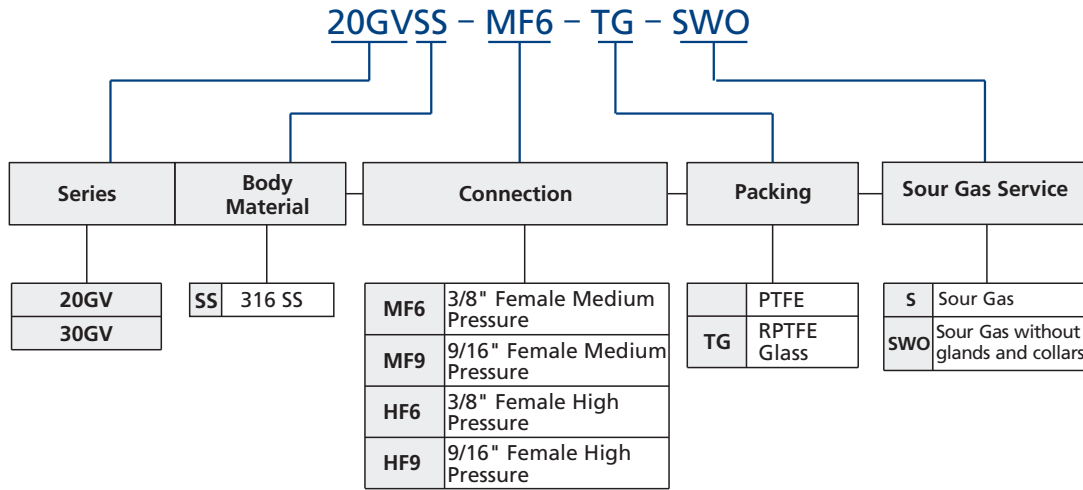 20GVSS – MF6 – TG – SWO
Series
Body
Material
Connection
Packing
Sour Gas Service
20GV
30GV
SS 316 SS
MF6 3/8" Female Medium
Pressure
MF9 9/16" Female Medium
Pressure
HF6 3/8" Female High
Pressure
HF9 9/16" Female High
Pressure
PTFE
TG RPTFE
Glass
S Sour Gas
SWO Sour Gas without
glands and collars